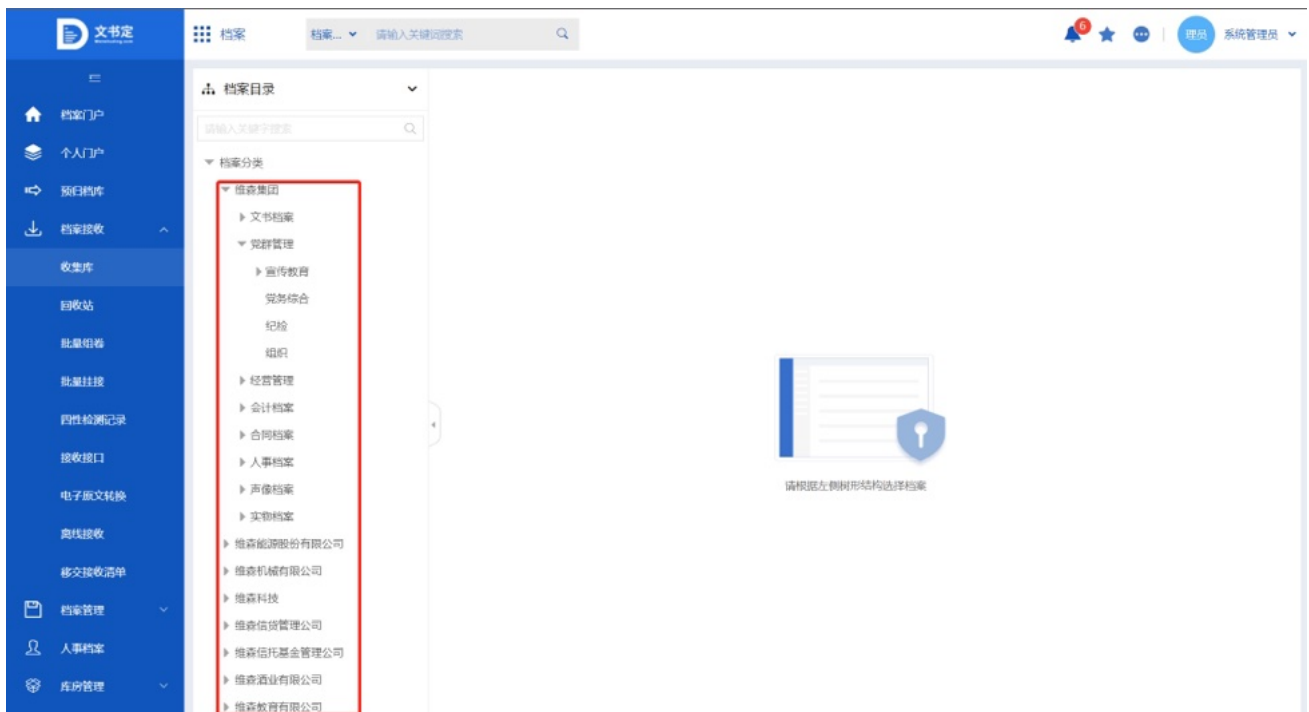 文书定
档案
档案...
请输入关键词搜索
6
理员
系统管理员
档案门户
个人门户
预归档库
档案接收
收集库
回收站
批量组卷
批量挂接
四性检测记录
接收接口
电子原文转换
离线接收
移交接收清单
档案管理
人事档案
库房管理
档案目录
请输入关键字搜索
档案分类
维森集团
文书档案
党群管理
宣传教育
党务综合
纪检
组织
经营管理
会计档案
合同档案
人事档案
声像档案
实物档案
维森能源股份有限公司
维森机械有限公司
维森科技
维森信贷管理公司
维森信托基金管理公司
维森酒业有限公司
维森教育有限公司
请根据左侧树形结构选择档案